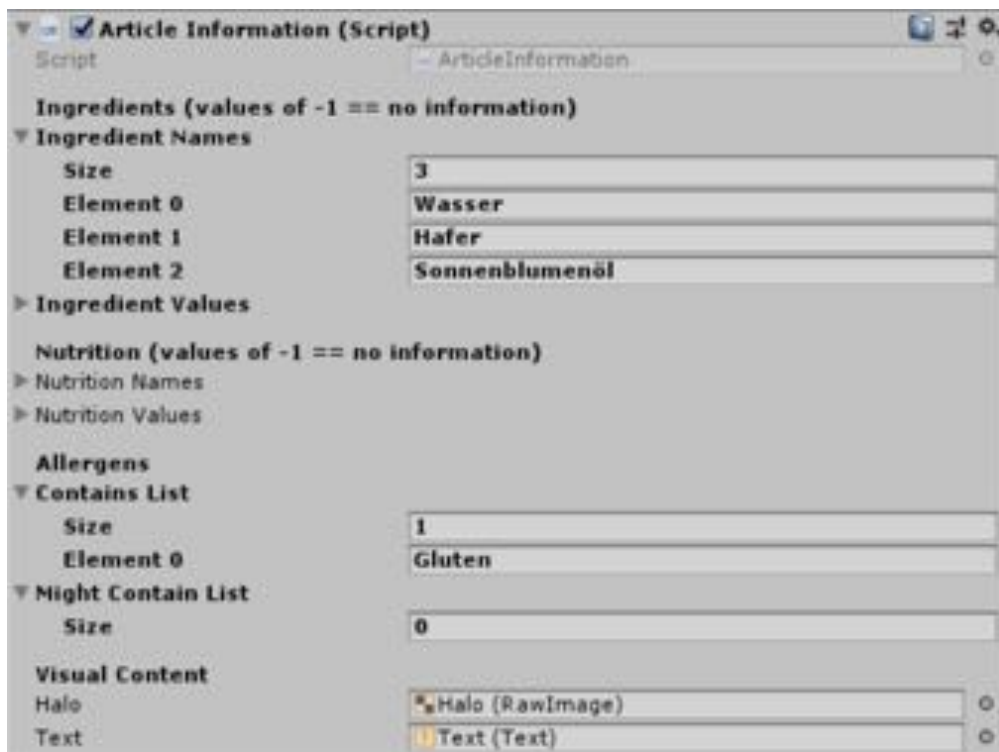 Article Information (Script)
Script ArticleInformation
Ingredients (values of -1 == no information)
Ingredient Names
Size 3
Element 0 Wasser
Element 1 Hafer
Element 2 Sonnenblumenöl
Ingredient Values
Nutrition (values of -1 == no information)
Nutrition Names
Nutrition Values
Allergens
Contains List
Size 1
Element 0 Gluten
Might Contain List
Size 0
Visual Content
Halo Halo (RawImage)
Text Text (Text)